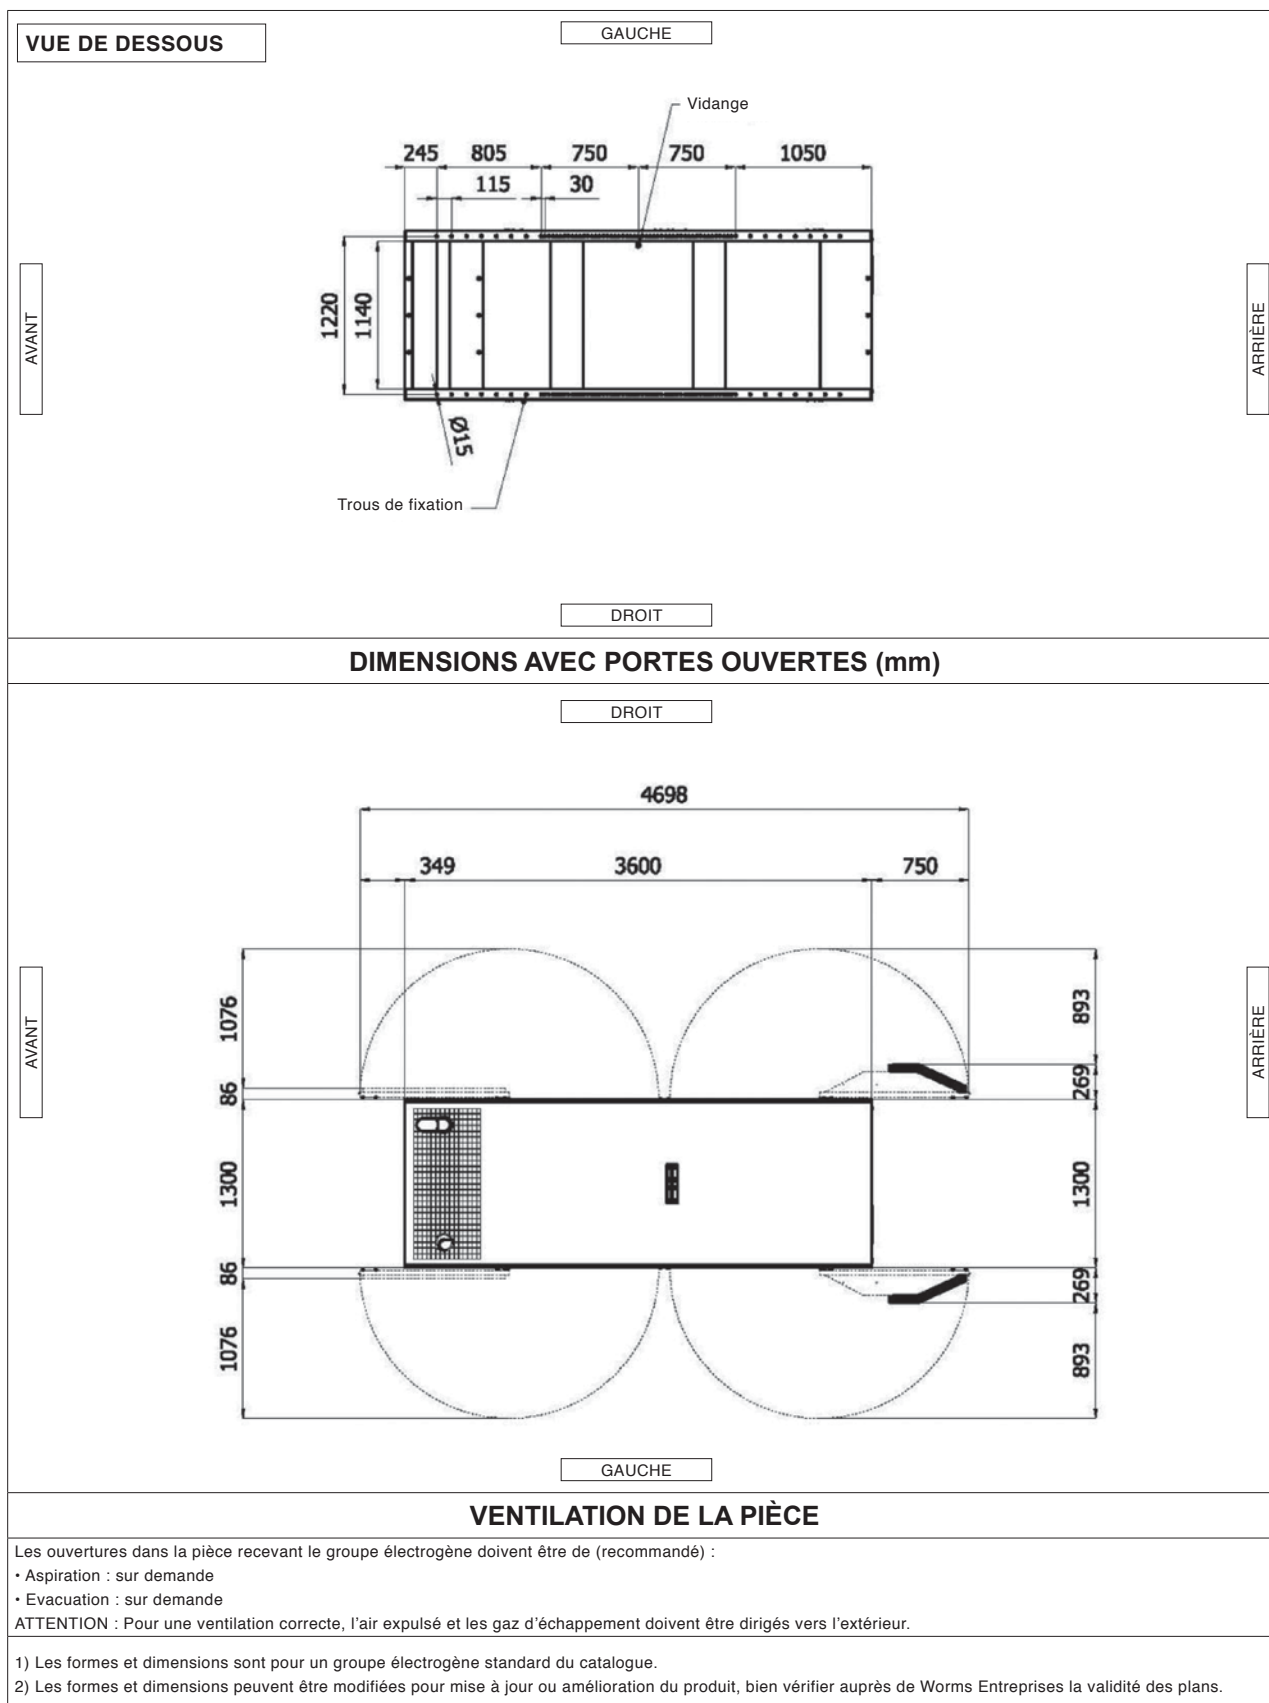 VUE DE DESSOUS
GAUCHE
Vidange
245 805 750 750 1050
115 30
AVANT
1220
1140
ARRIÈRE
Ø15
Trous de fixation
DROIT
DIMENSIONS AVEC PORTES OUVERTES (mm)
DROIT
4698
349 3600 750
1076
893
AVANT
ARRIÈRE
86
269
1300
1300
86
269
1076
893
GAUCHE
VENTILATION DE LA PIÈCE
Les ouvertures dans la pièce recevant le groupe électrogène doivent être de (recommandé) :
• Aspiration : sur demande
• Evacuation : sur demande
ATTENTION : Pour une ventilation correcte, l'air expulsé et les gaz d'échappement doivent être dirigés vers l'extérieur.
1) Les formes et dimensions sont pour un groupe électrogène standard du catalogue.
2) Les formes et dimensions peuvent être modifiées pour mise à jour ou amélioration du produit, bien vérifier auprès de Worms Entreprises la validité des plans.